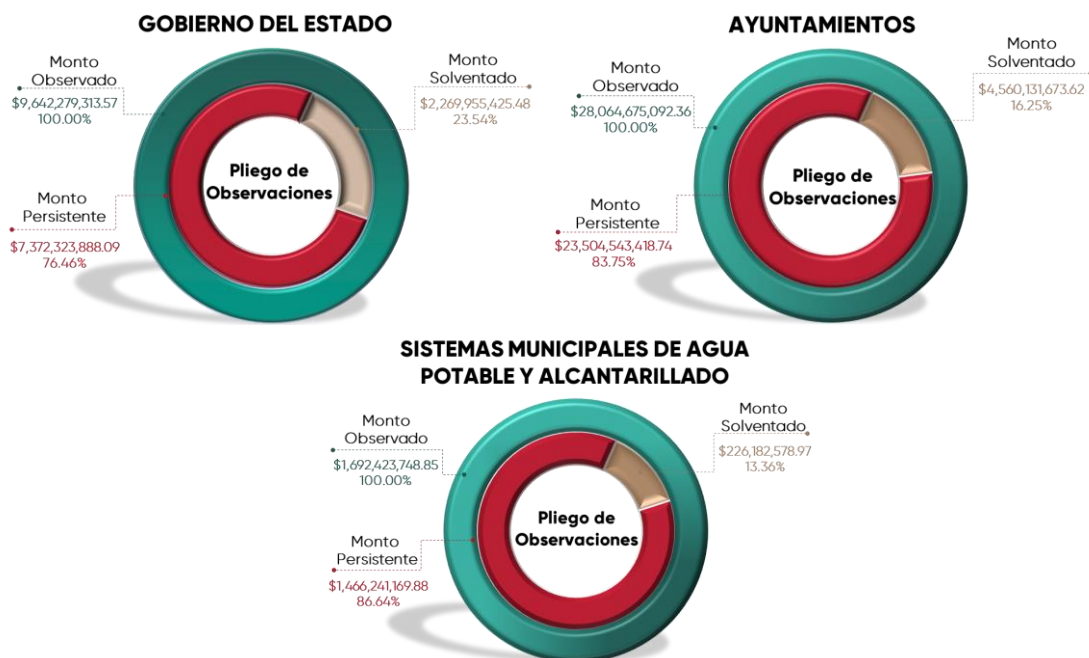 GOBIERNO DEL ESTADO
Monto
Observado
$9,642,279,313.57
100.00%
Monto
Solventado
$2,269,955,425.48
23.54%
Pliego de
Observaciones
Monto
Persistente
$7,372,323,888.09
76.46%
AYUNTAMIENTOS
Monto
Observado
$28,064,675,092.36
100.00%
Monto
Solventado
$4,560,131,673.62
16.25%
Pliego de
Observaciones
Monto
Persistente
$23,504,543,418.74
83.75%
SISTEMAS MUNICIPALES DE AGUA
POTABLE Y ALCANTARILLADO
Monto
Observado
$1,692,423,748.85
100.00%
Monto
Solventado
$226,182,578.97
13.36%
Pliego de
Observaciones
Monto
Persistente
$1,466,241,169.88
86.64%